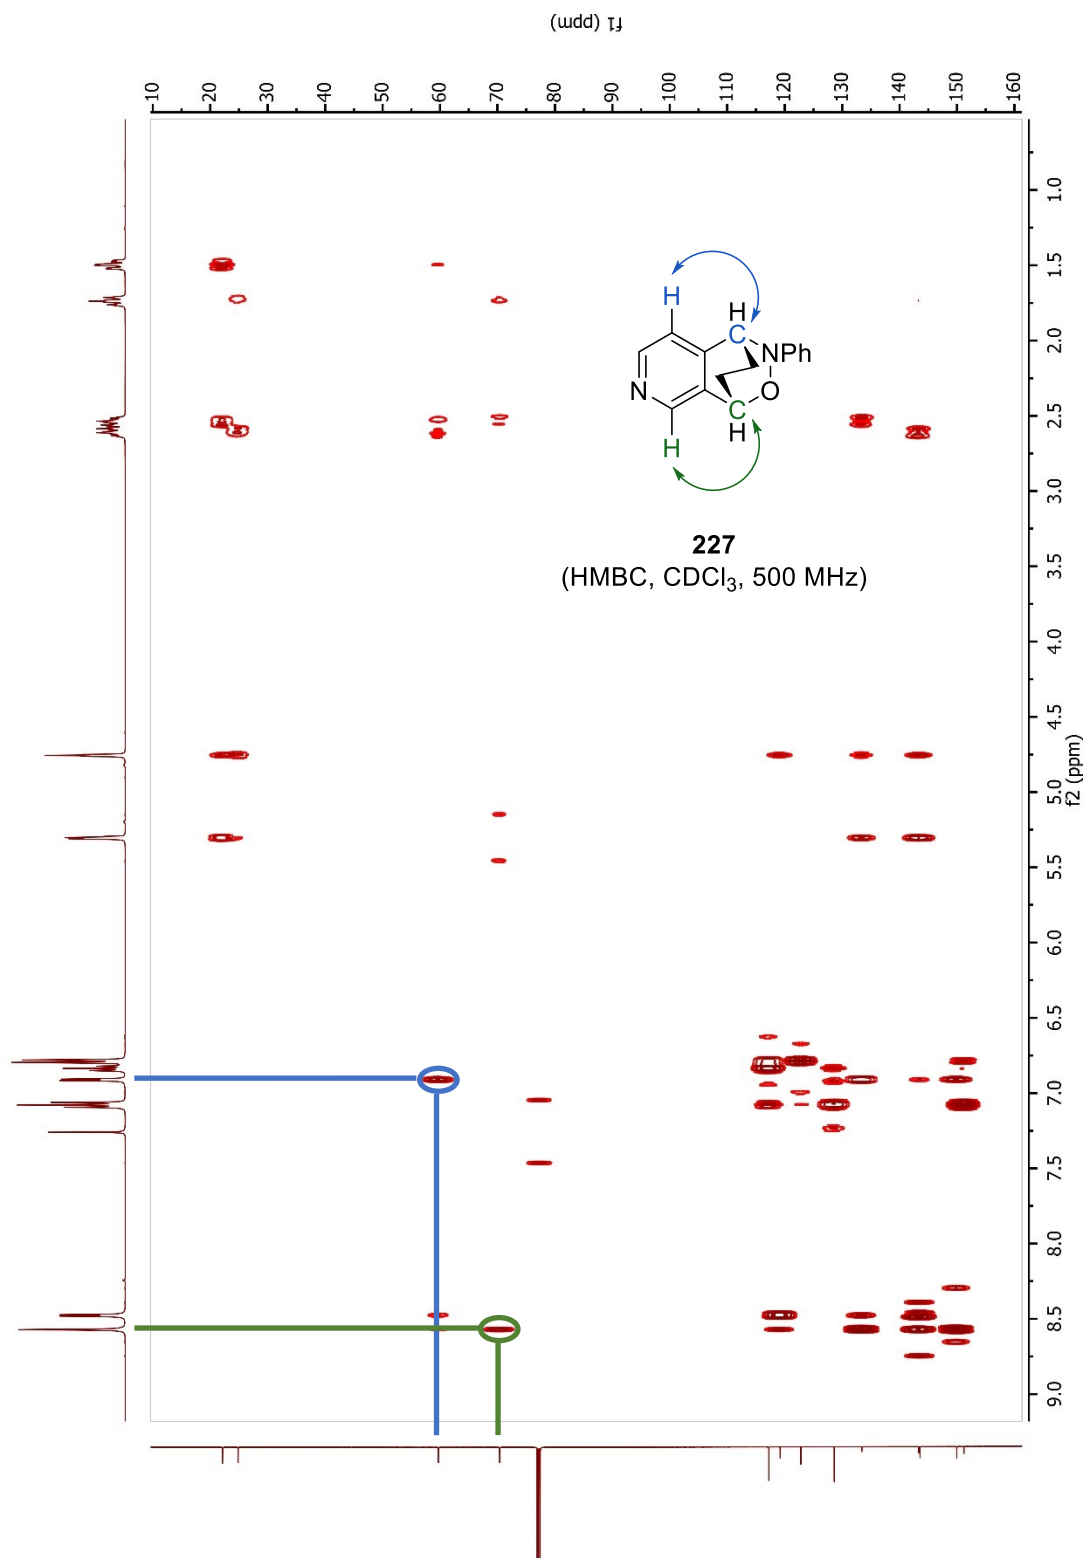 f1 (ppm)
10 20 30 40 50 60 70 80 90 100 110 120 130 140 150 160
1.0
1.5
2.0
2.5
3.0
3.5
4.0
4.5
5.0
5.5
6.0
6.5
7.0
7.5
8.0
8.5
9.0
f2 (ppm)
H
H
C
NPh
N
O
C
H
H
227
(HMBC, CDCl₃, 500 MHz)